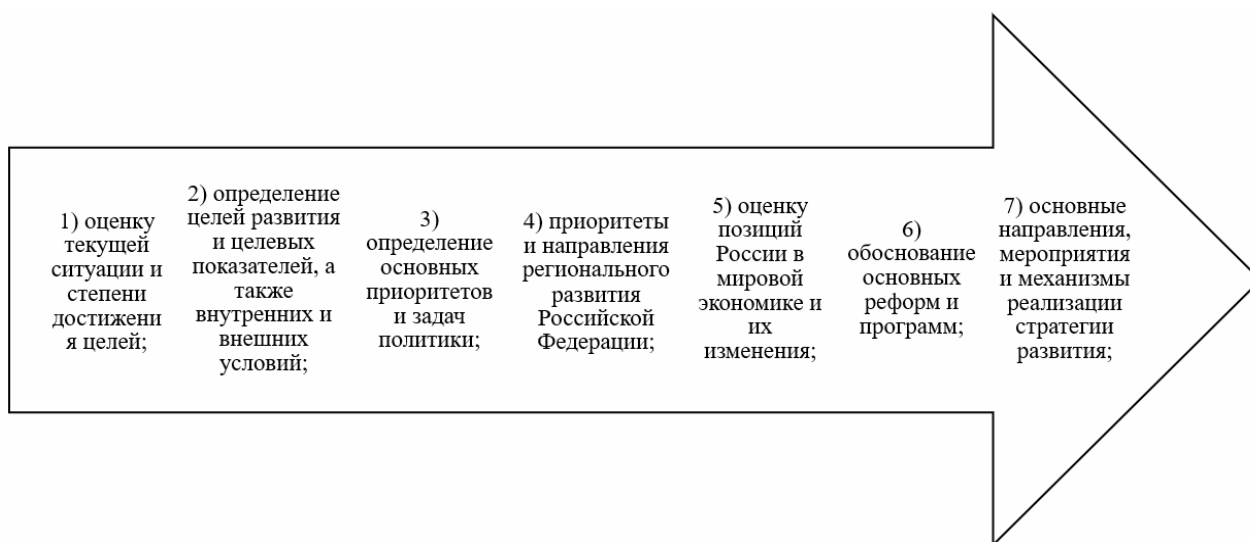 1) оценку
текущей
ситуации и
степени
достижени
я целей;
2) определение
целей развития
и целевых
показателей, а
также
внутренних и
внешних
условий;
3)
определение
основных
приоритетов
и задач
политики;
4) приоритеты
и направления
регионального
развития
Российской
Федерации;
5) оценку
позиций
России в
мировой
экономике и
их
изменения;
6)
обоснование
основных
реформ и
программ;
7) основные
направления,
мероприятия
и механизмы
реализации
стратегии
развития;